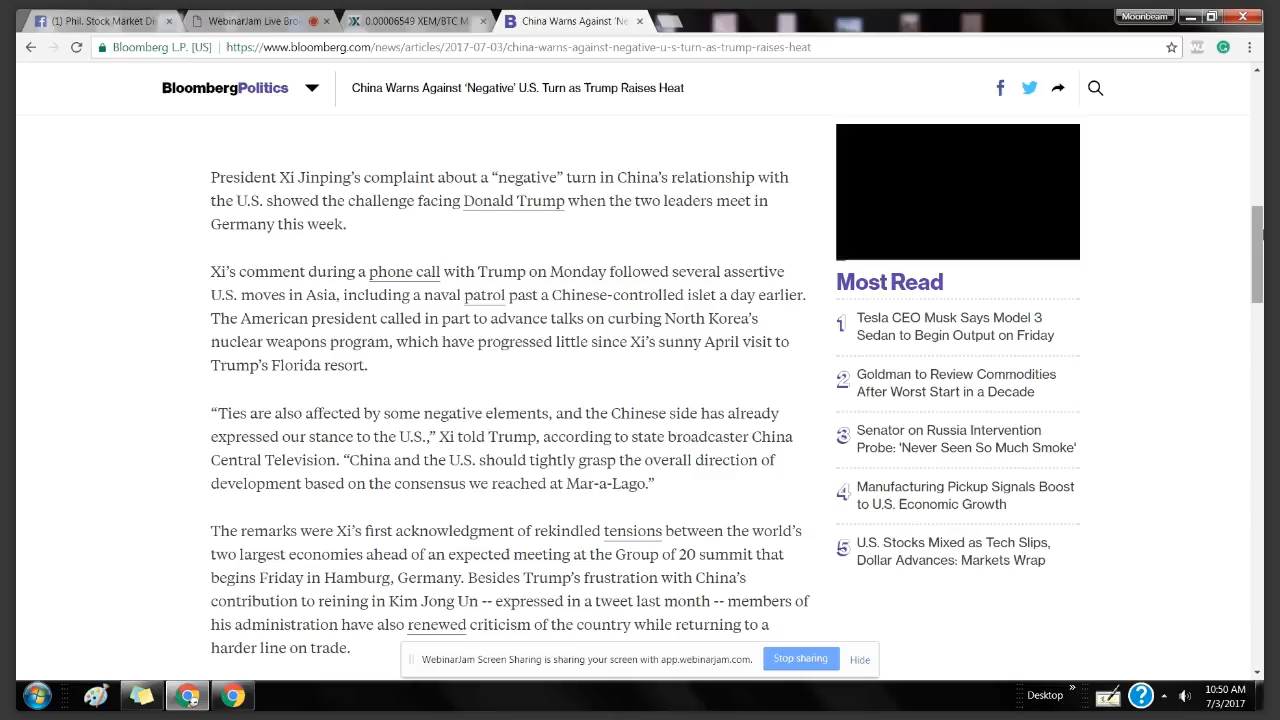 (1) Phil. Stock Market Di
WebinarJam Live Bro
0.00006549 XDN/BTC
China Warns Against 'Ne
Moonbeam
Bloomberg L.P. [US]
https://www.bloomberg.com/news/articles/2017-07-03/china-warns-against-negative-u-s-turn-as-trump-raises-heat
BloombergPolitics
China Warns Against ‘Negative’ U.S. Turn as Trump Raises Heat
President Xi Jinping’s complaint about a “negative” turn in China’s relationship with
the U.S. showed the challenge facing Donald Trump when the two leaders meet in
Germany this week.
Xi’s comment during a phone call with Trump on Monday followed several assertive
U.S. moves in Asia, including a naval patrol past a Chinese-controlled islet a day earlier.
The American president called in part to advance talks on curbing North Korea’s
nuclear weapons program, which have progressed little since Xi’s sunny April visit to
Trump’s Florida resort.
“Ties are also affected by some negative elements, and the Chinese side has already
expressed our stance to the U.S.,” Xi told Trump, according to state broadcaster China
Central Television. “China and the U.S. should tightly grasp the overall direction of
development based on the consensus we reached at Mar-a-Lago.”
The remarks were Xi’s first acknowledgment of rekindled tensions between the world’s
two largest economies ahead of an expected meeting at the Group of 20 summit that
begins Friday in Hamburg, Germany. Besides Trump’s frustration with China’s
contribution to reining in Kim Jong Un -- expressed in a tweet last month -- members of
his administration have also renewed criticism of the country while returning to a
harder line on trade.
Most Read
1 Tesla CEO Musk Says Model 3
Sedan to Begin Output on Friday
2 Goldman to Review Commodities
After Worst Start in a Decade
3 Senator on Russia Intervention
Probe: 'Never Seen So Much Smoke'
4 Manufacturing Pickup Signals Boost
to U.S. Economic Growth
5 U.S. Stocks Mixed as Tech Slips,
Dollar Advances: Markets Wrap
WebinarJam Screen Sharing is sharing your screen with app.webinarjam.com.
Stop sharing
Hide
Desktop
10:50 AM
7/3/2017